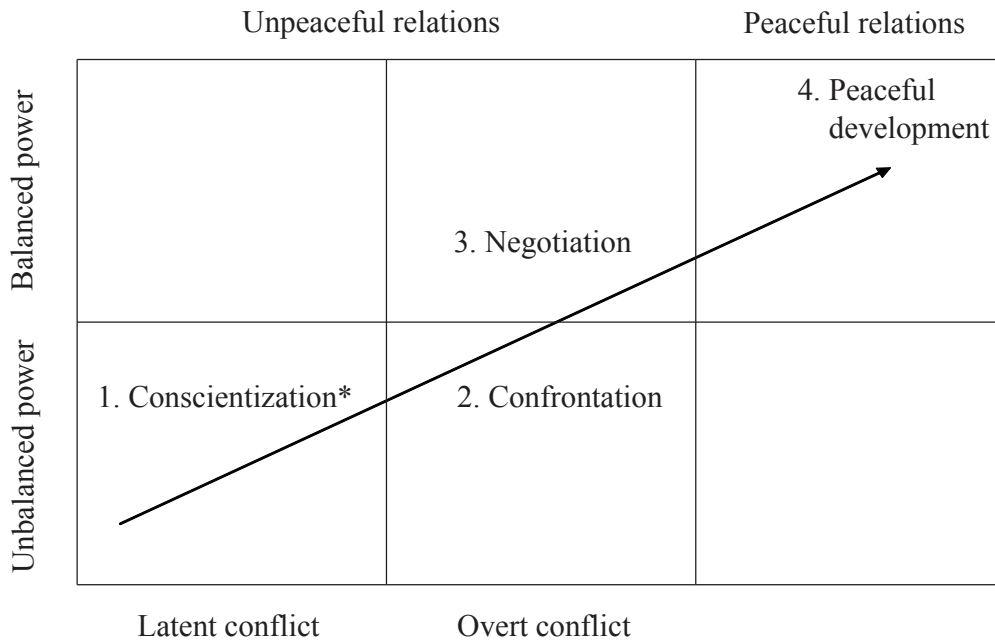 Unpeaceful relations
Peaceful relations
Balanced power
4. Peaceful
development
3. Negotiation
Unbalanced power
1. Conscientization*
2. Confrontation
Latent conflict
Overt conflict